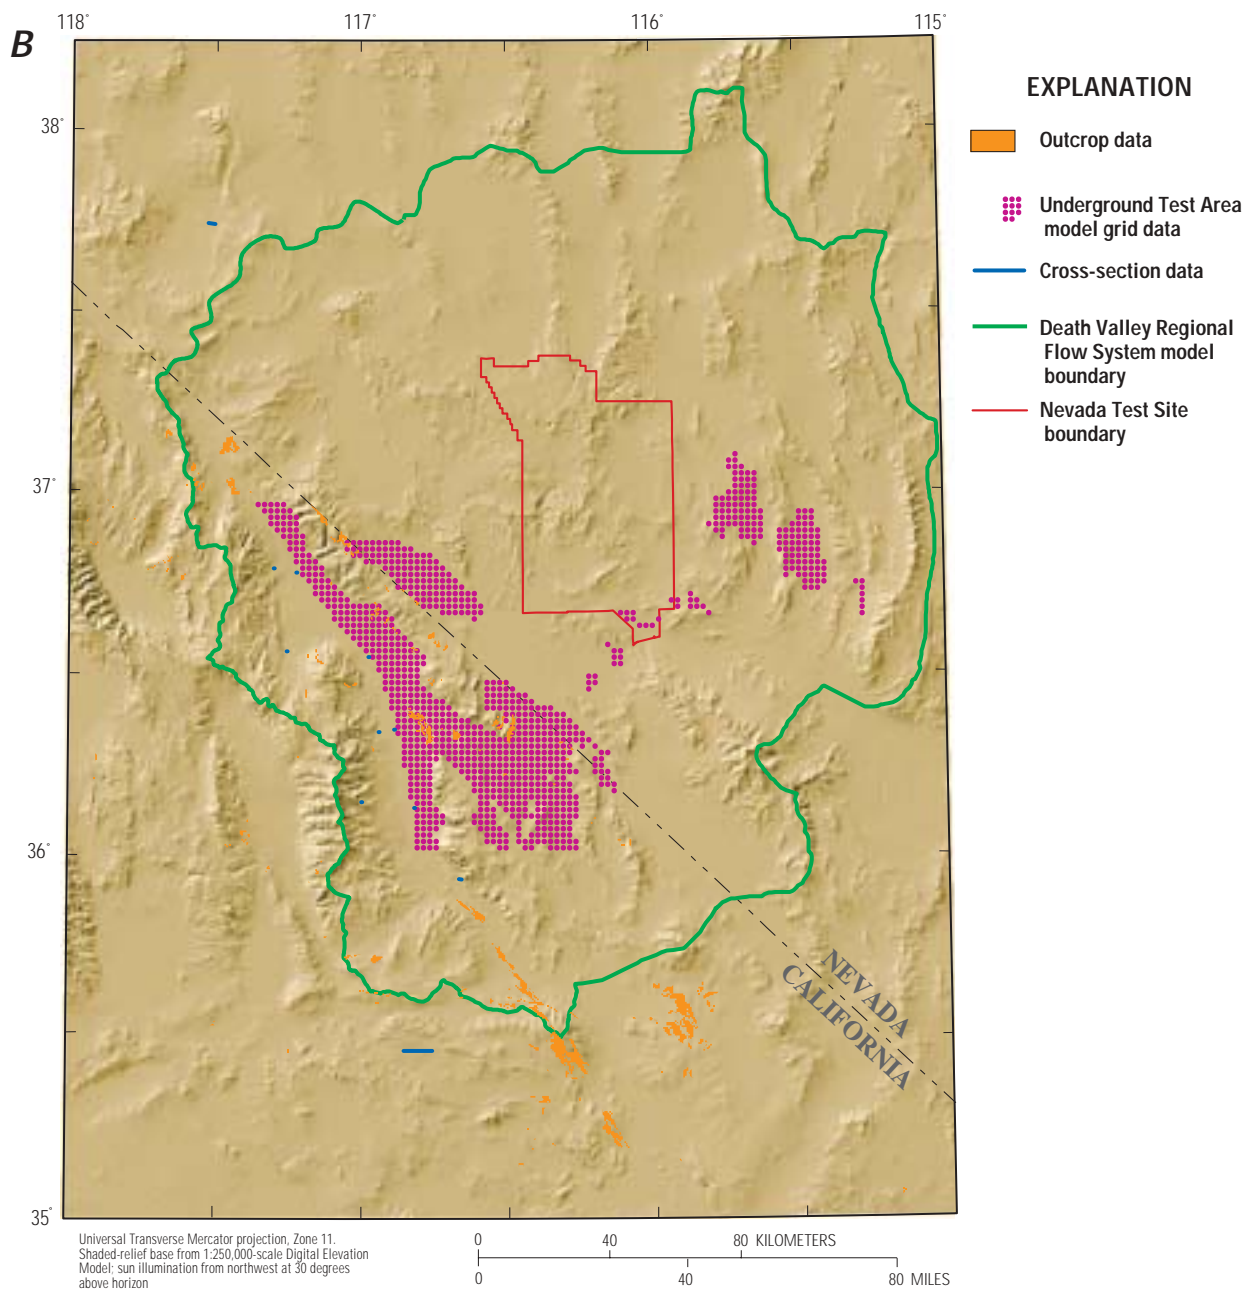 B
118°
117°
116°
115°
38°
37°
36°
35°
NEVADA
CALIFORNIA
EXPLANATION
Outcrop data
Underground Test Area
model grid data
Cross-section data
Death Valley Regional
Flow System model
boundary
Nevada Test Site
boundary
Universal Transverse Mercator projection, Zone 11.
Shaded-relief base from 1:250,000-scale Digital Elevation
Model; sun illumination from northwest at 30 degrees
above horizon
0 40 80 KILOMETERS
0 40 80 MILES